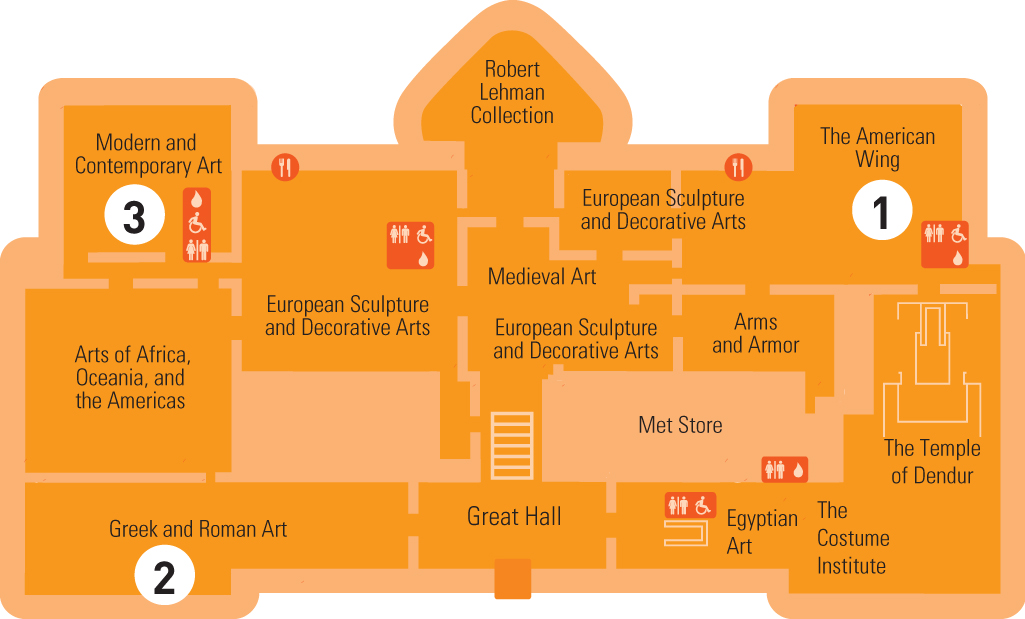 Robert
Lehman
Collection
Modern and
Contemporary Art
3
The American
Wing
1
European Sculpture
and Decorative Arts
Medieval Art
European Sculpture
and Decorative Arts
European Sculpture
and Decorative Arts
Arms
and Armor
Arts of Africa,
Oceania, and
the Americas
Met Store
The Temple
of Dendur
Greek and Roman Art
2
Great Hall
Egyptian
Art
The
Costume
Institute